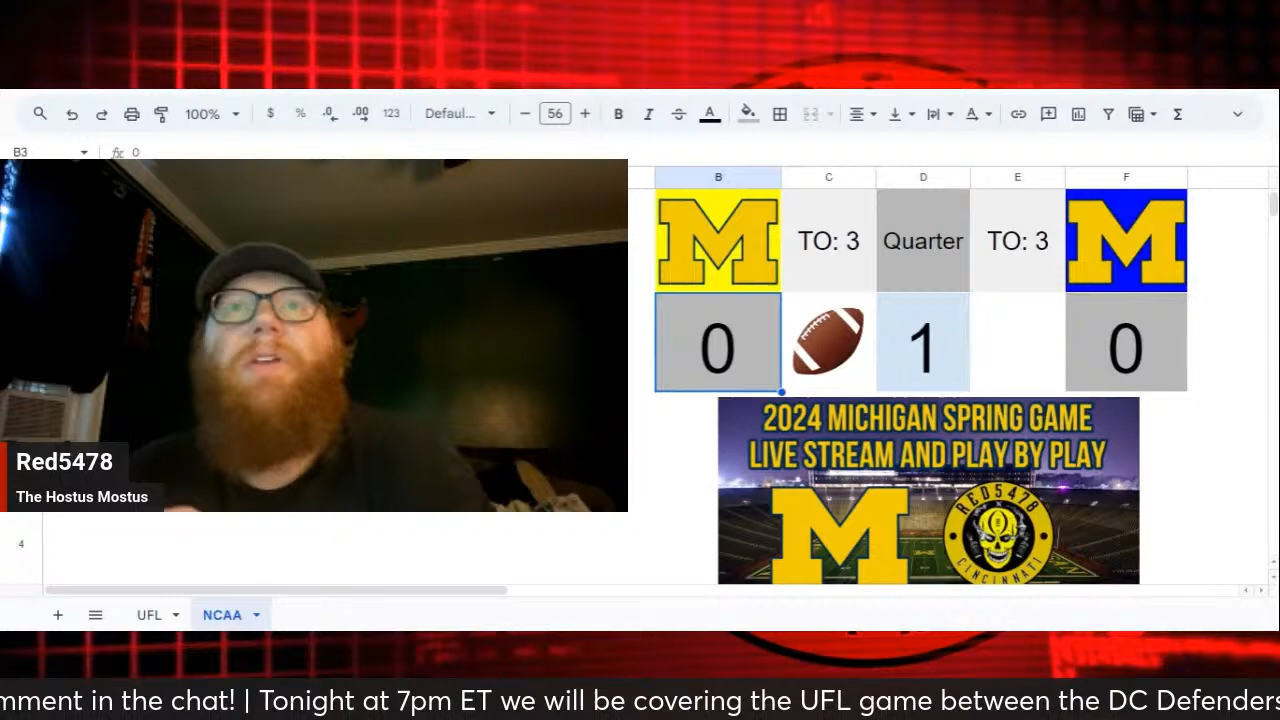 100%
$
%
.0
.00
123
Defaul...
56
B
I
A
Σ
B3
fx 0
B
C
D
E
F
M
TO: 3
Quarter
TO: 3
M
0
1
0
2024 MICHIGAN SPRING GAME
LIVE STREAM AND PLAY BY PLAY
M
RED5478
CINCINNATI
Red5478
The Hostus Mostus
4
UFL
NCAA
mment in the chat! | Tonight at 7pm ET we will be covering the UFL game between the DC Defenders